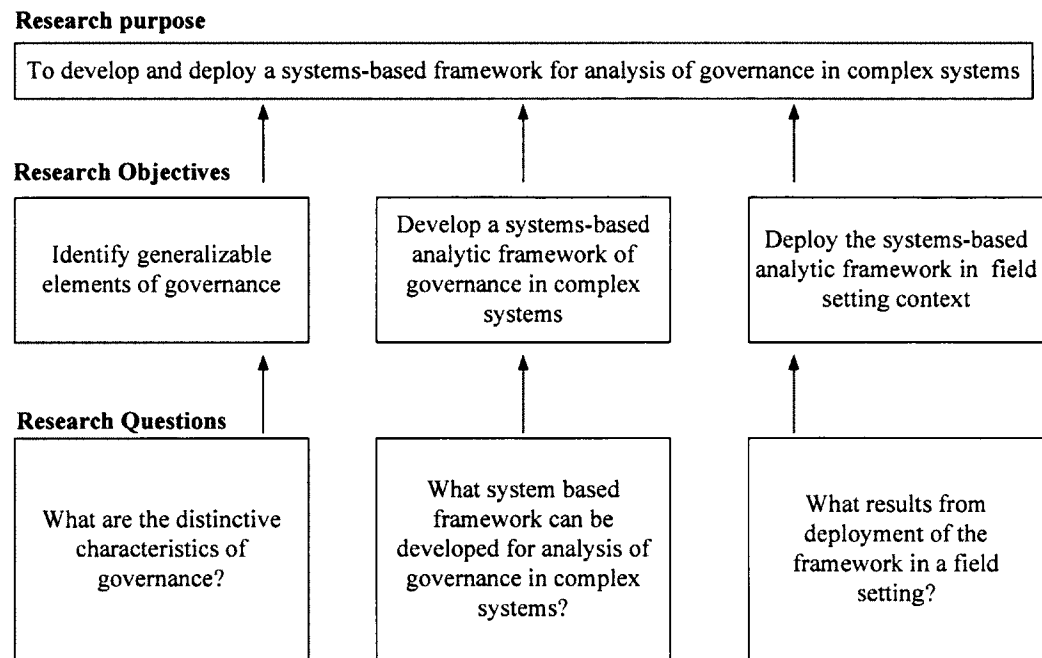 Research purpose
To develop and deploy a systems-based framework for analysis of governance in complex systems
Research Objectives
Identify generalizable
elements of governance
Develop a systems-based
analytic framework of
governance in complex
systems
Deploy the systems-based
analytic framework in field
setting context
Research Questions
What are the distinctive
characteristics of
governance?
What system based
framework can be
developed for analysis of
governance in complex
systems?
What results from
deployment of the
framework in a field
setting?